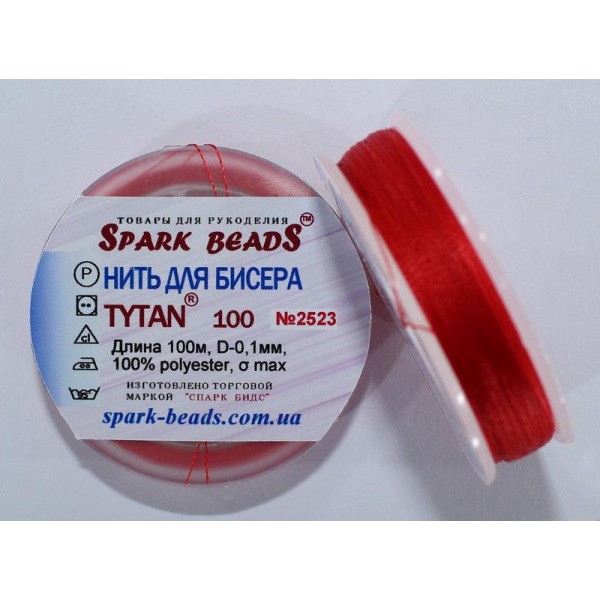 ТОВАРЫ ДЛЯ РУКОДЕЛИЯ
SPARK BEADS™
P НИТЬ ДЛЯ БИСЕРА
TYTAN® 100 №2523
cl Длина 100м, D-0,1мм,
100% polyester, σ max
ИЗГОТОВЛЕНО ТОРГОВОЙ
МАРКОЙ "СПАРК БИДС"
spark-beads.com.ua